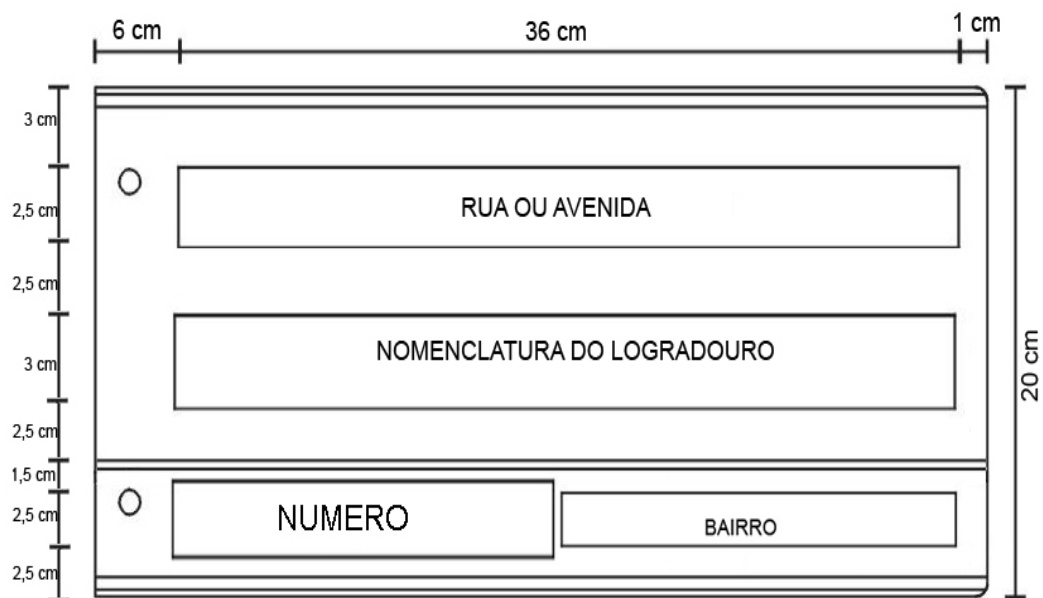 6 cm
36 cm
1 cm
3 cm
2,5 cm
RUA OU AVENIDA
2,5 cm
3 cm
NOMENCLATURA DO LOGRADOURO
20 cm
2,5 cm
1,5 cm
2,5 cm
NUMERO
BAIRRO
2,5 cm